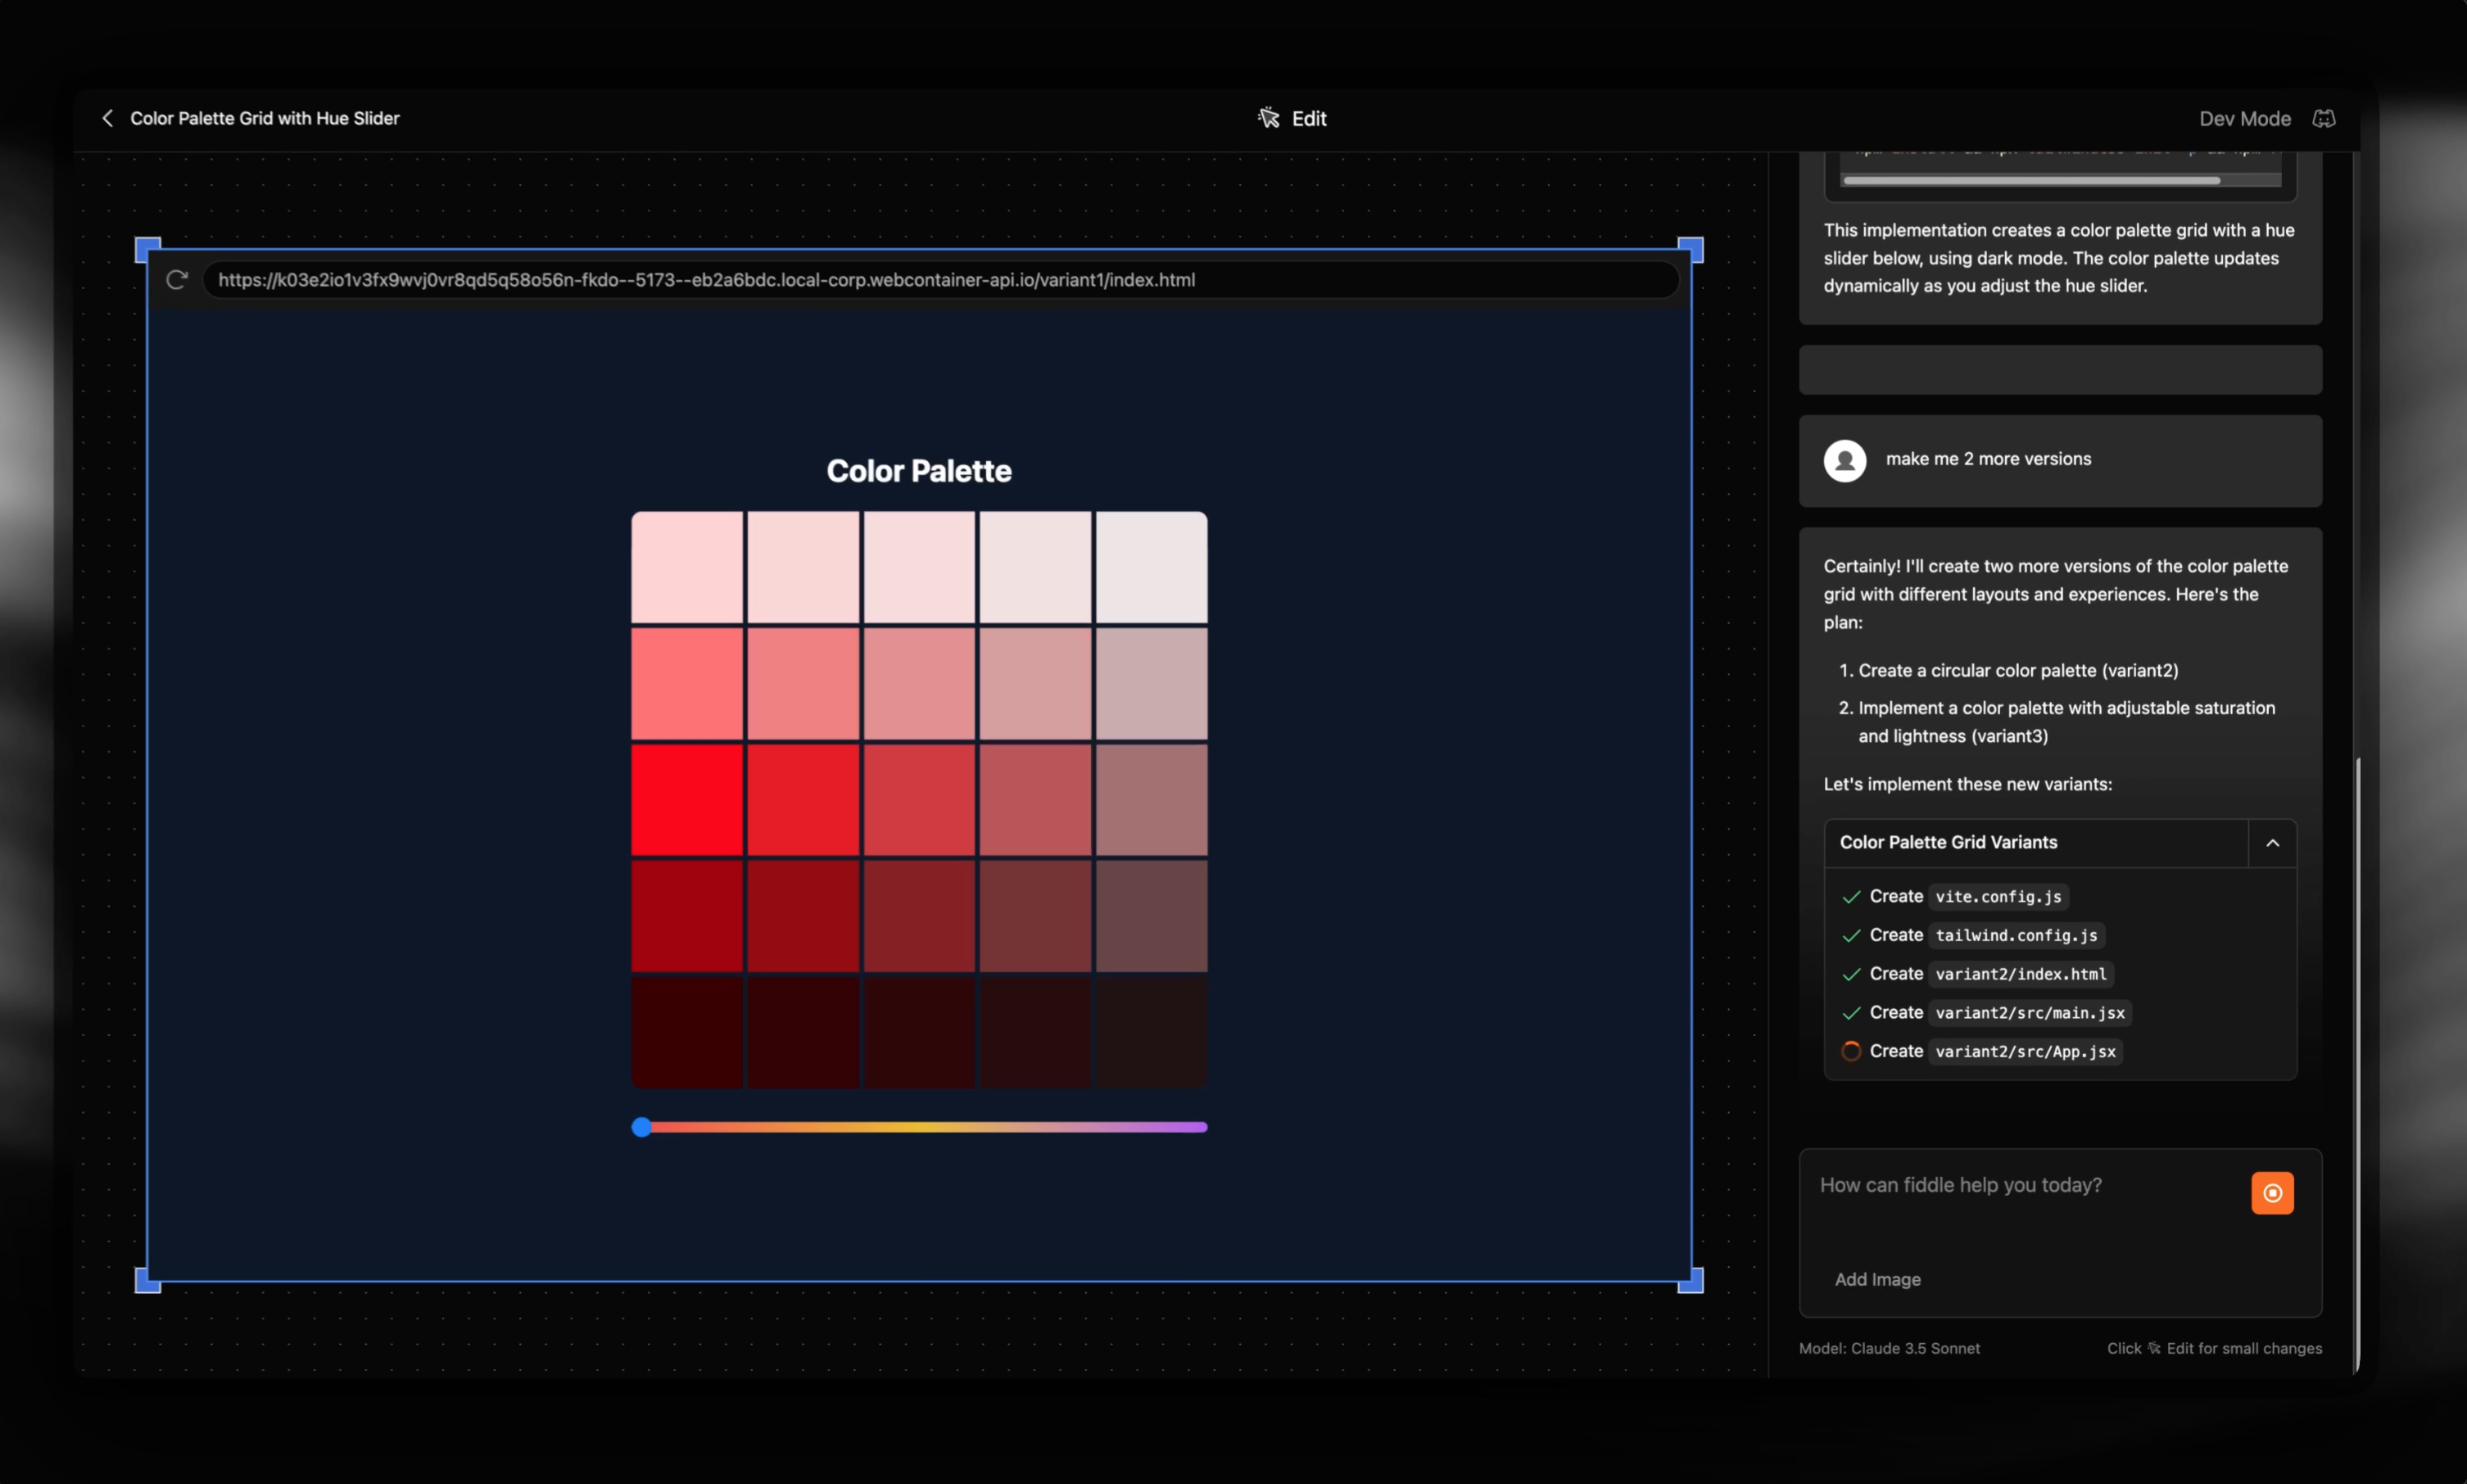 Color Palette Grid with Hue Slider
Edit
Dev Mode
https://k03e2io1v3fx9wvj0vr8qd5q58o56n-fkdo--5173--eb2a6bdc.local-corp.webcontainer-api.io/variant1/index.html
Color Palette
This implementation creates a color palette grid with a hue
slider below, using dark mode. The color palette updates
dynamically as you adjust the hue slider.
make me 2 more versions
Certainly! I'll create two more versions of the color palette
grid with different layouts and experiences. Here's the
plan:
1. Create a circular color palette (variant2)
2. Implement a color palette with adjustable saturation
and lightness (variant3)
Let's implement these new variants:
Color Palette Grid Variants
Create vite.config.js
Create tailwind.config.js
Create variant2/index.html
Create variant2/src/main.jsx
Create variant2/src/App.jsx
How can fiddle help you today?
Add Image
Model: Claude 3.5 Sonnet
Click Edit for small changes